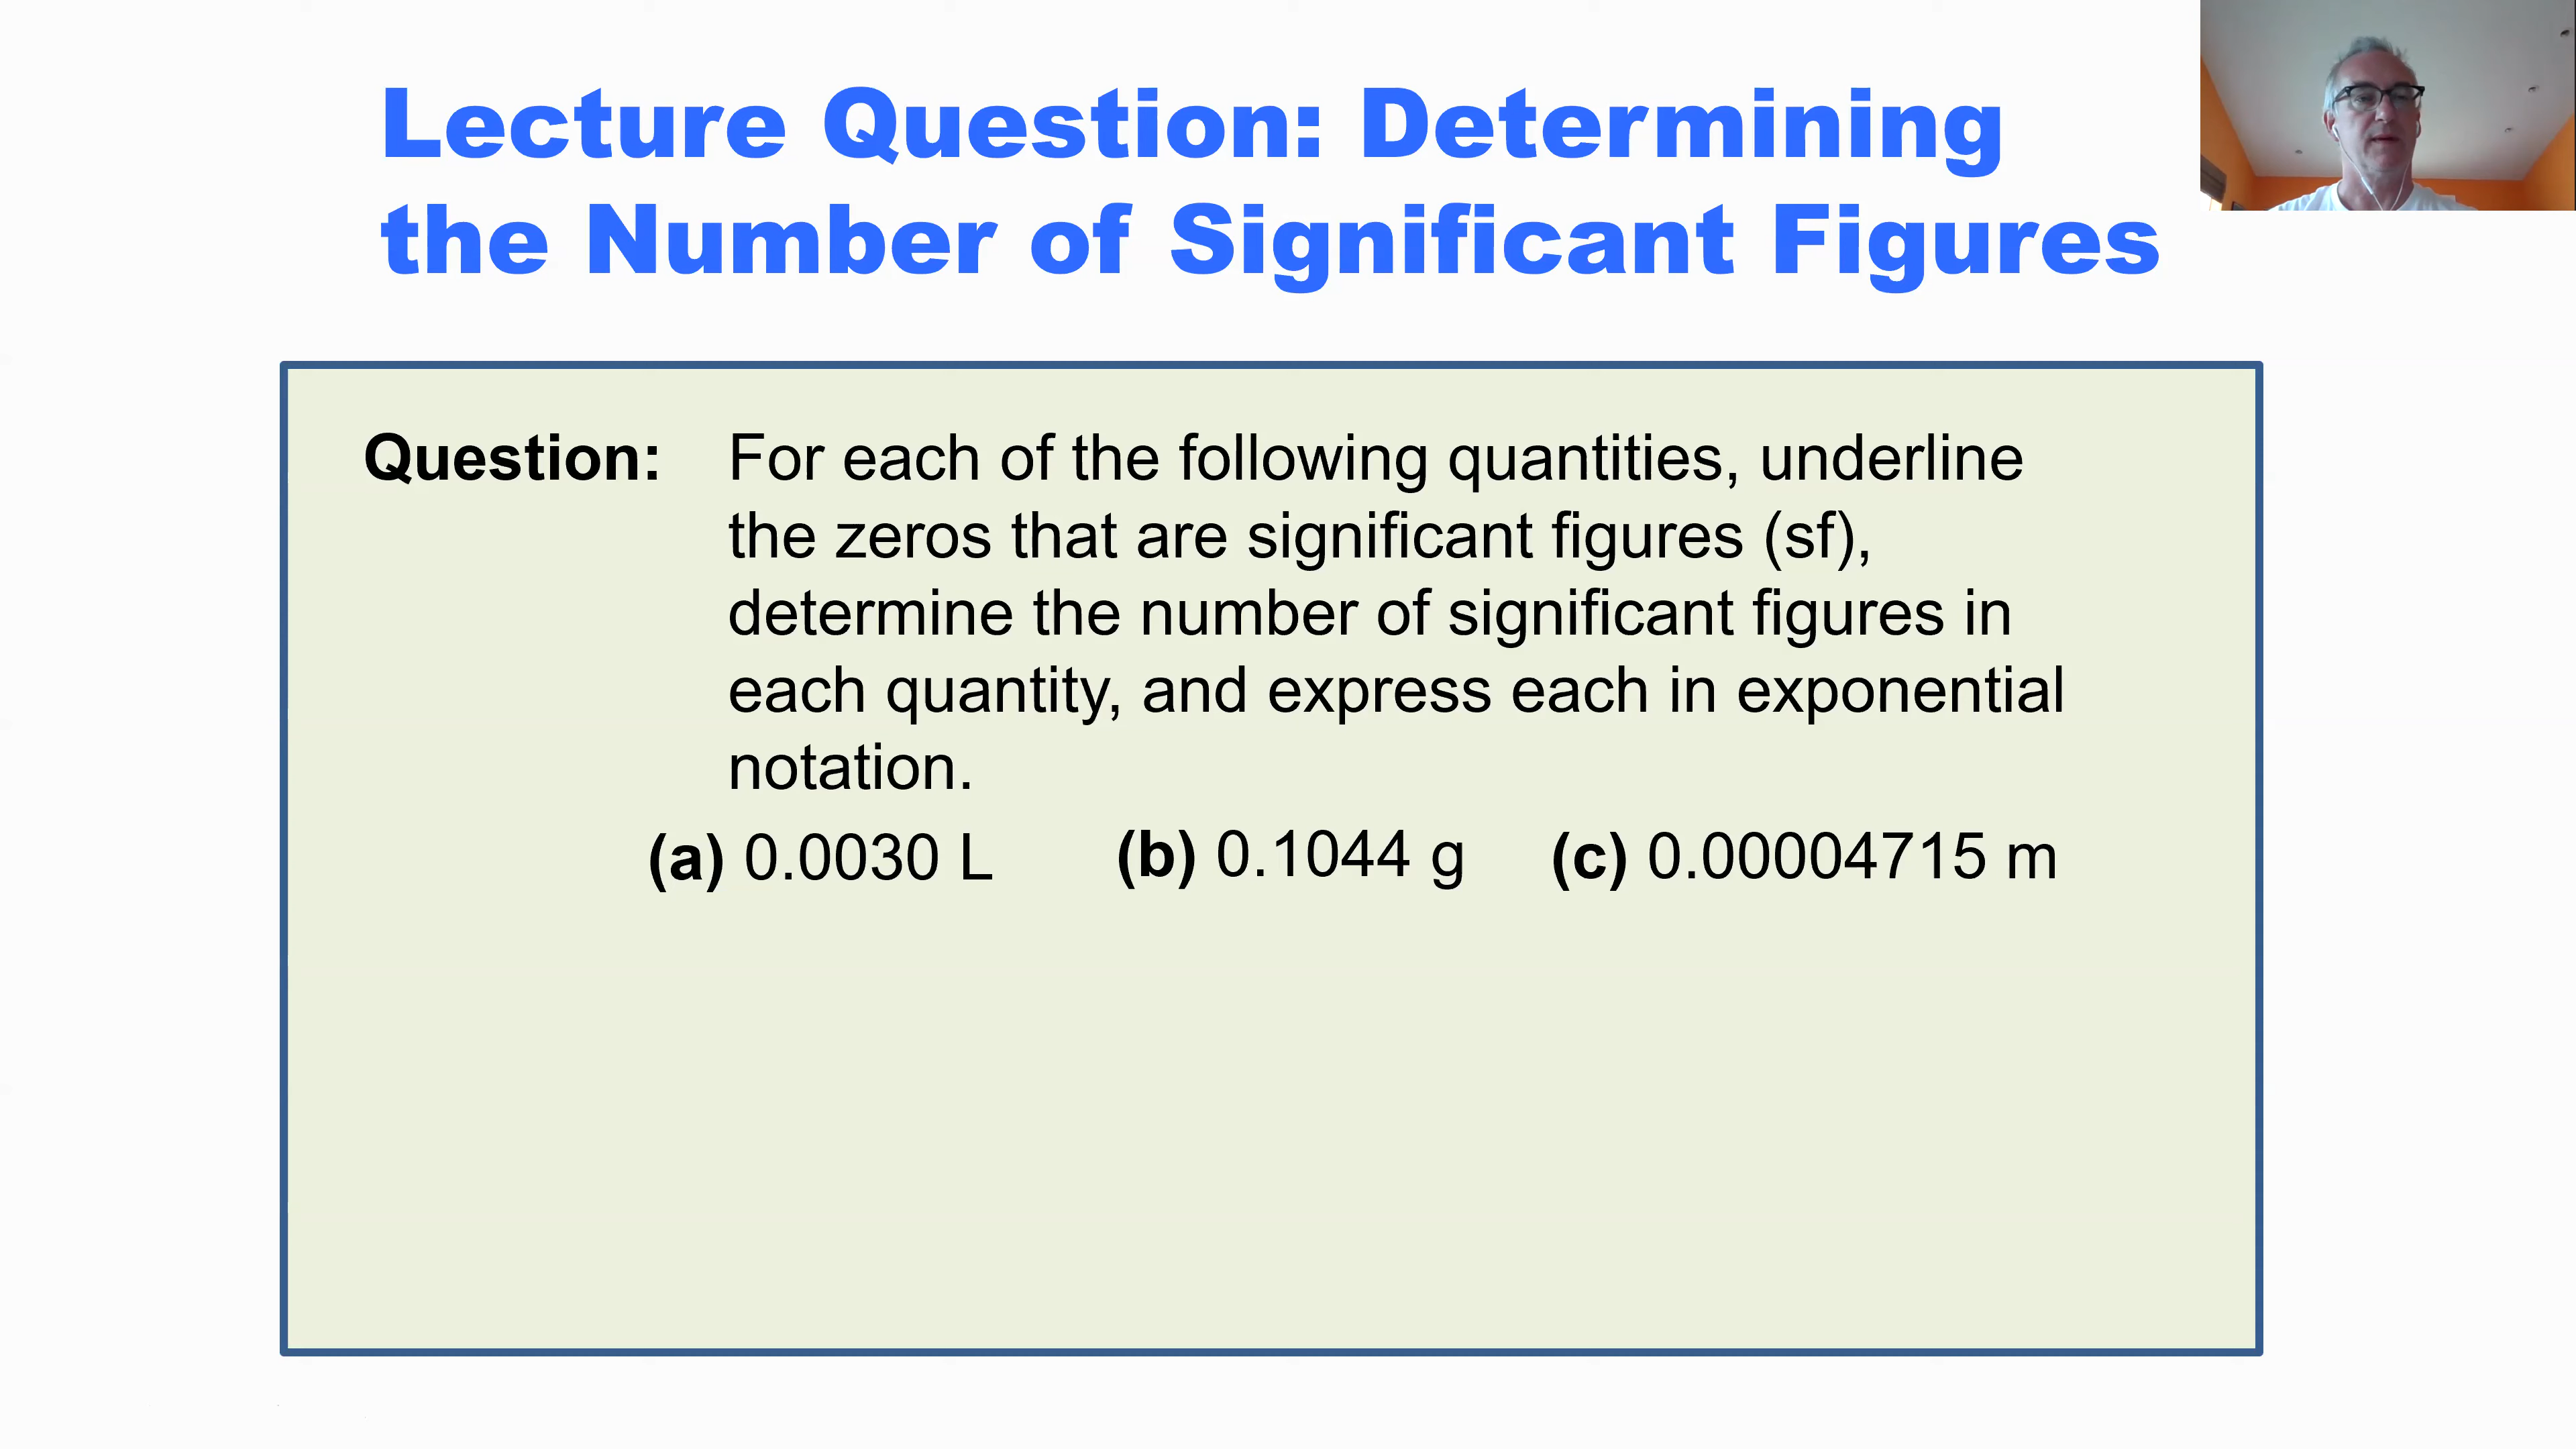 Lecture Question: Determining
the Number of Significant Figures
Question: For each of the following quantities, underline
the zeros that are significant figures (sf),
determine the number of significant figures in
each quantity, and express each in exponential
notation.
(a) 0.0030 L (b) 0.1044 g (c) 0.00004715 m